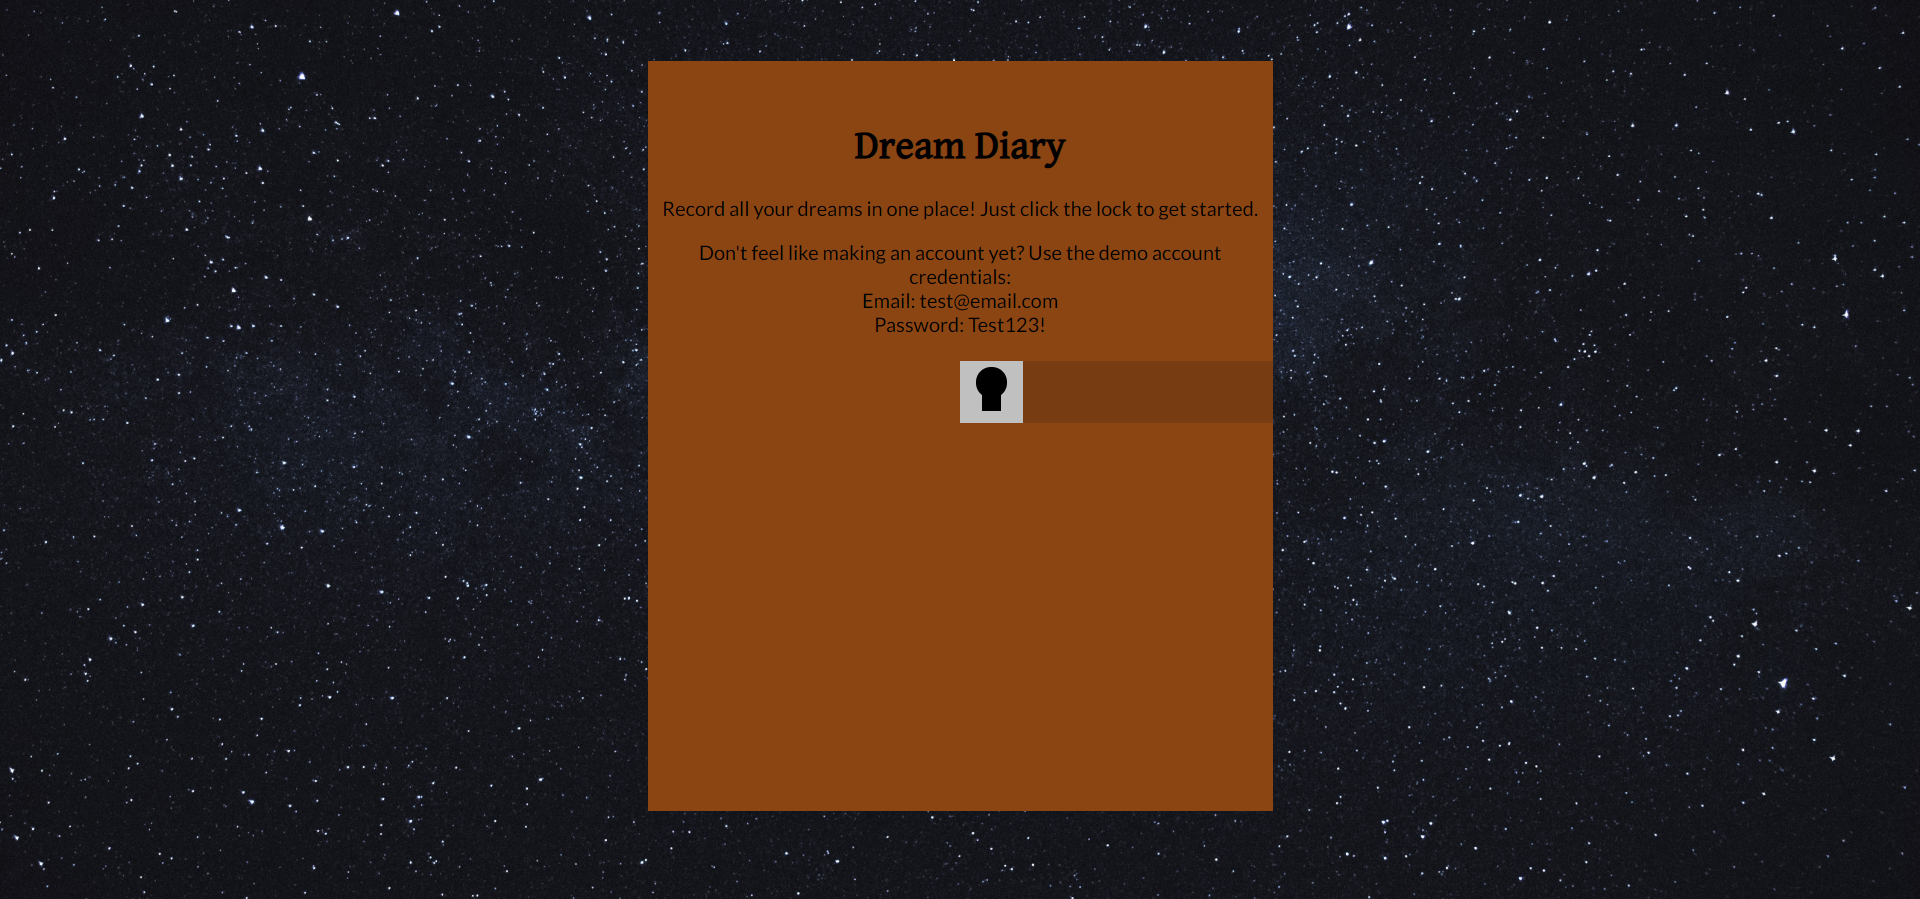 Dream Diary
Record all your dreams in one place! Just click the lock to get started.
Don't feel like making an account yet? Use the demo account
credentials:
Email: test@email.com
Password: Test123!